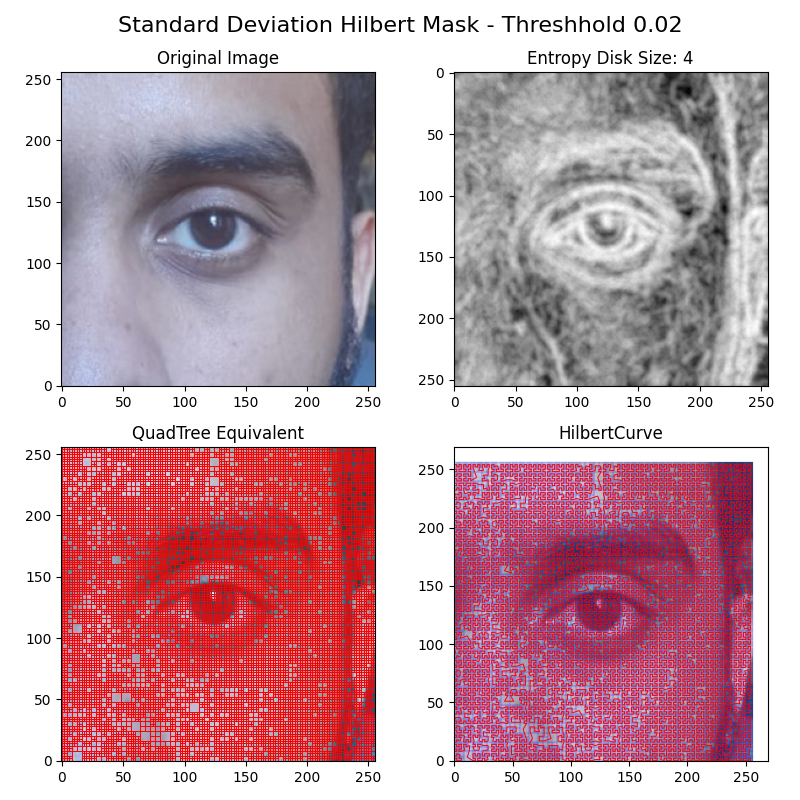 Standard Deviation Hilbert Mask - Threshhold 0.02
Original Image
250
200
150
100
50
0
0 50 100 150 200 250
Entropy Disk Size: 4
0
50
100
150
200
250
0 50 100 150 200 250
QuadTree Equivalent
250
200
150
100
50
0
0 50 100 150 200 250
HilbertCurve
250
200
150
100
50
0
0 50 100 150 200 250